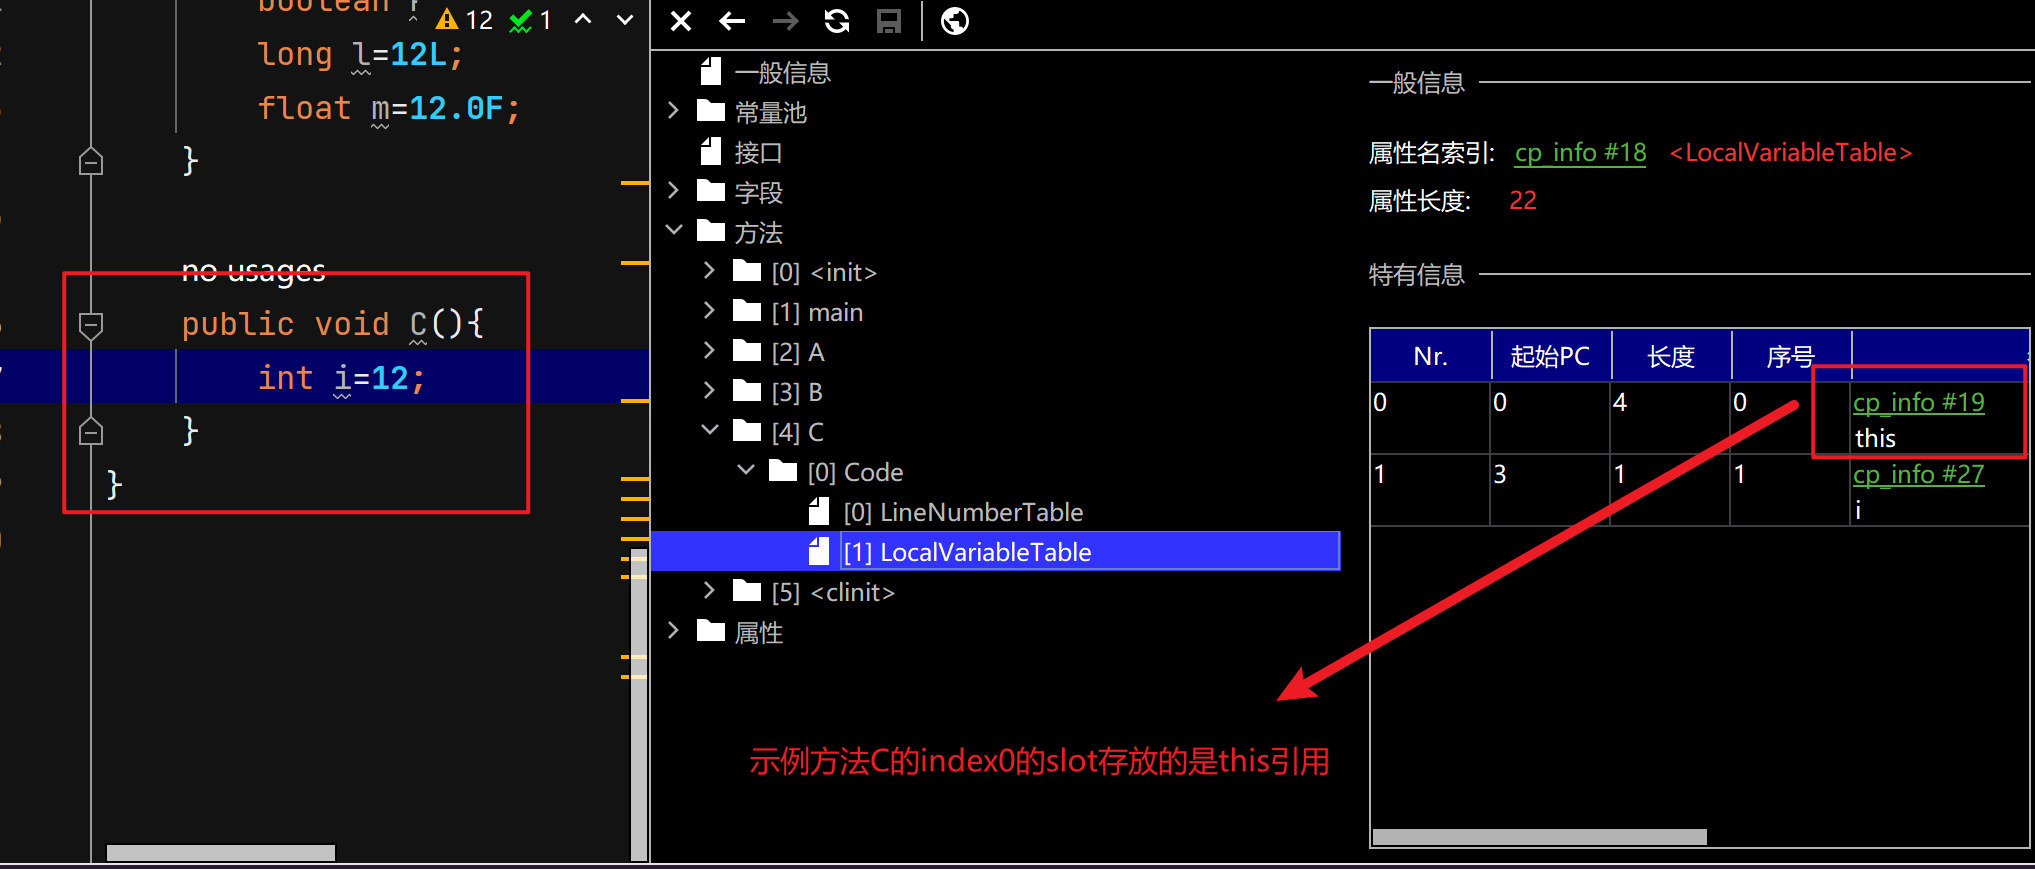 boolean
12 1
long l=12L;
float m=12.0F;
}
no usages
public void C(){
int i=12;
}
}
一般信息
常量池
接口
字段
方法
[0] <init>
[1] main
[2] A
[3] B
[4] C
[0] Code
[0] LineNumberTable
[1] LocalVariableTable
[5] <clinit>
属性
一般信息
属性名索引: cp_info #18 <LocalVariableTable>
属性长度: 22
特有信息
Nr. 起始PC 长度 序号
0 0 4 0 cp_info #19
this
1 3 1 1 cp_info #27
i
示例方法C的index0的slot存放的是this引用